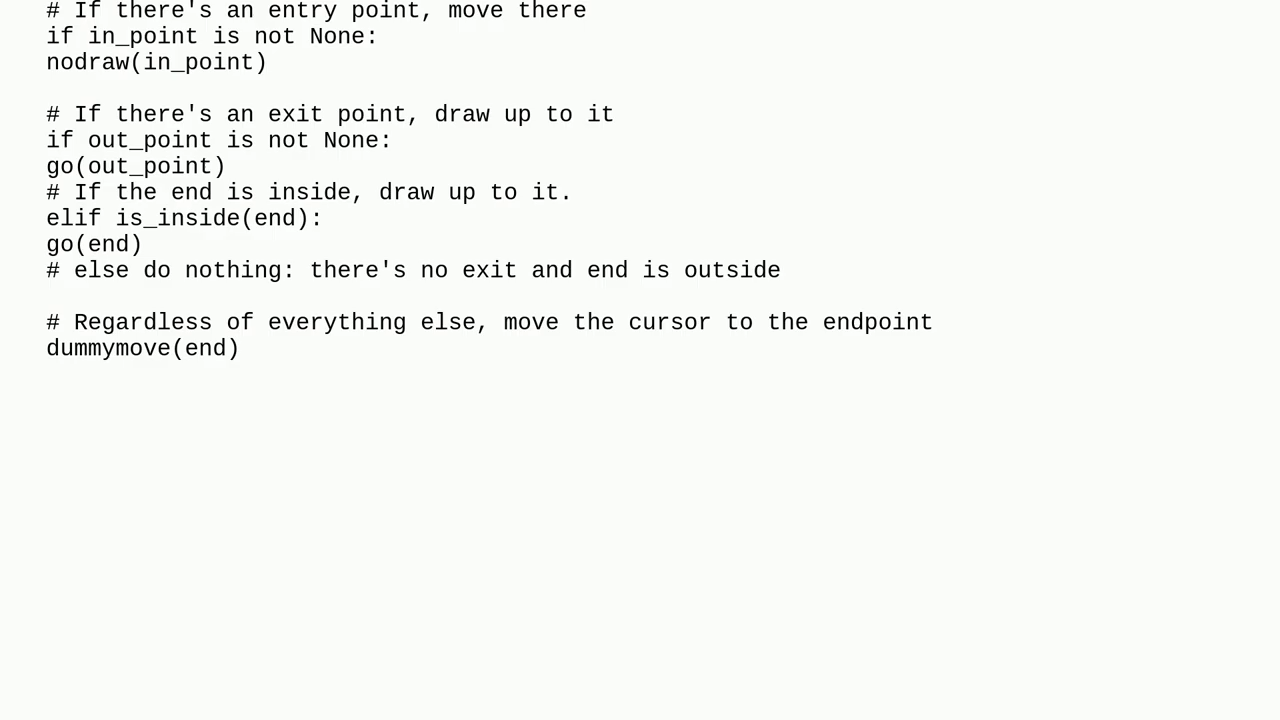 # If there's an entry point, move there
if in_point is not None:
nodraw(in_point)
# If there's an exit point, draw up to it
if out_point is not None:
go(out_point)
# If the end is inside, draw up to it.
elif is_inside(end):
go(end)
# else do nothing: there's no exit and end is outside
# Regardless of everything else, move the cursor to the endpoint
dummymove(end)